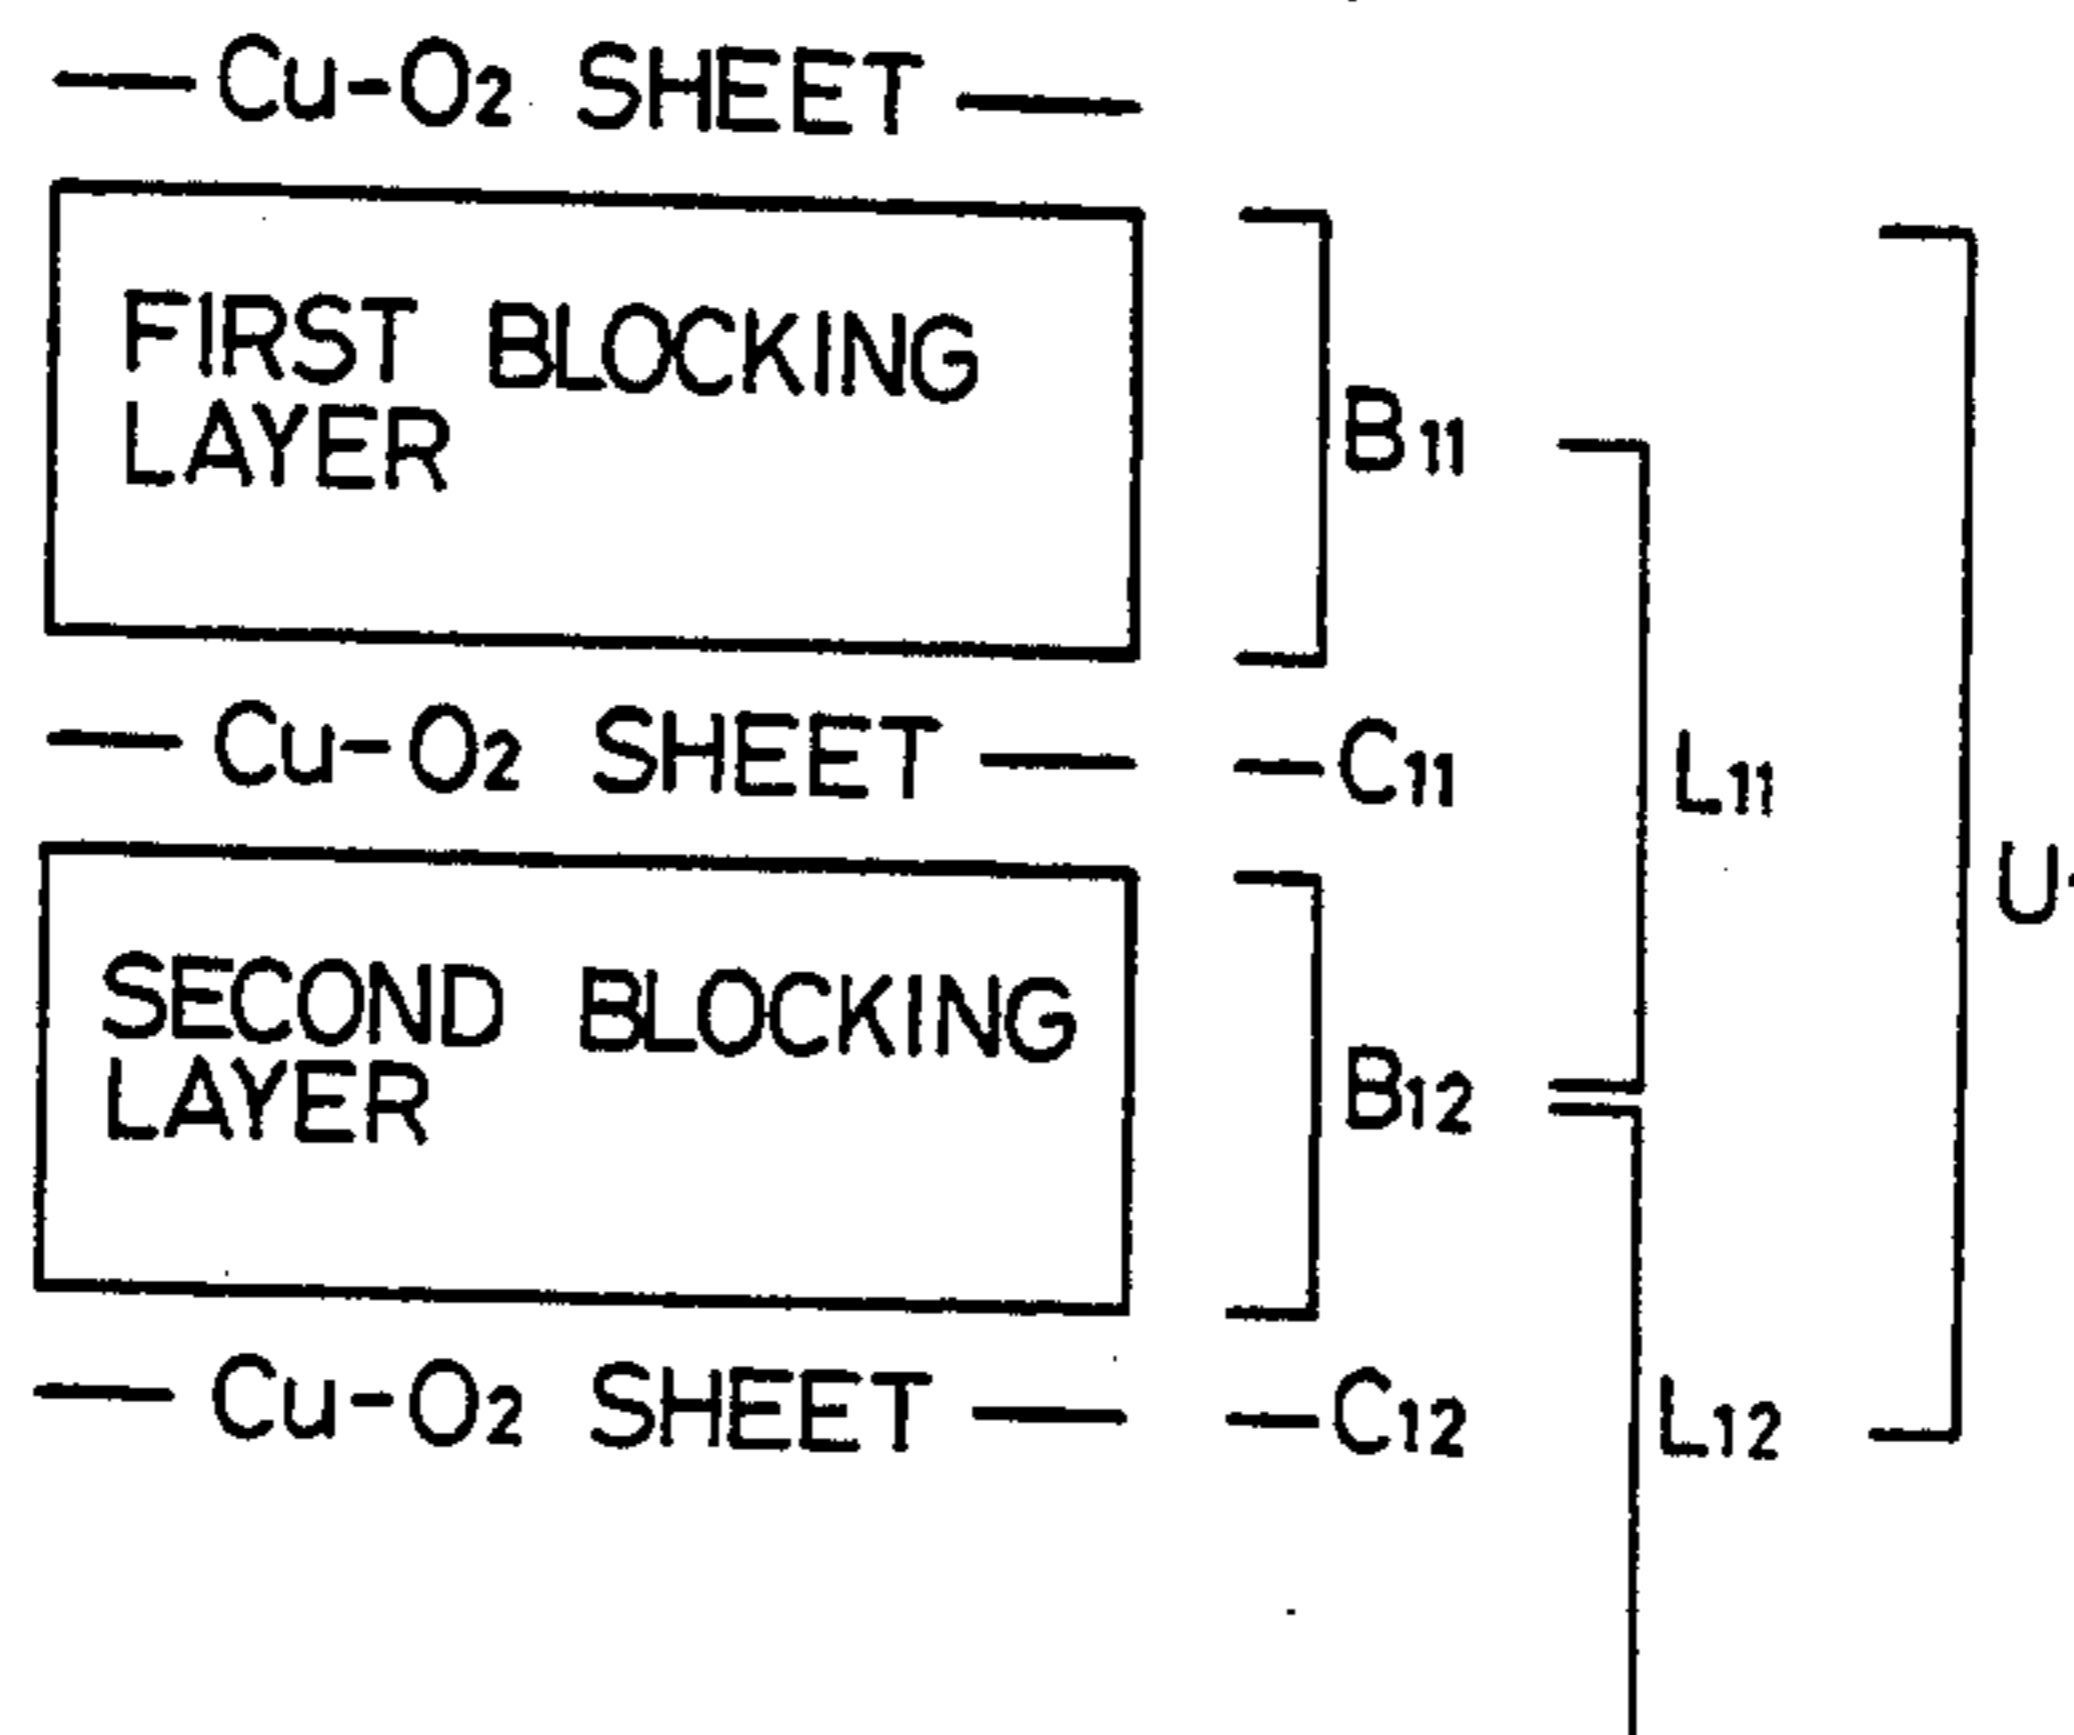 Cu-O2 SHEET
FIRST BLOCKING
LAYER
B11
Cu-O2 SHEET
C11
L11
U
SECOND BLOCKING
LAYER
B12
Cu-O2 SHEET
C12
L12